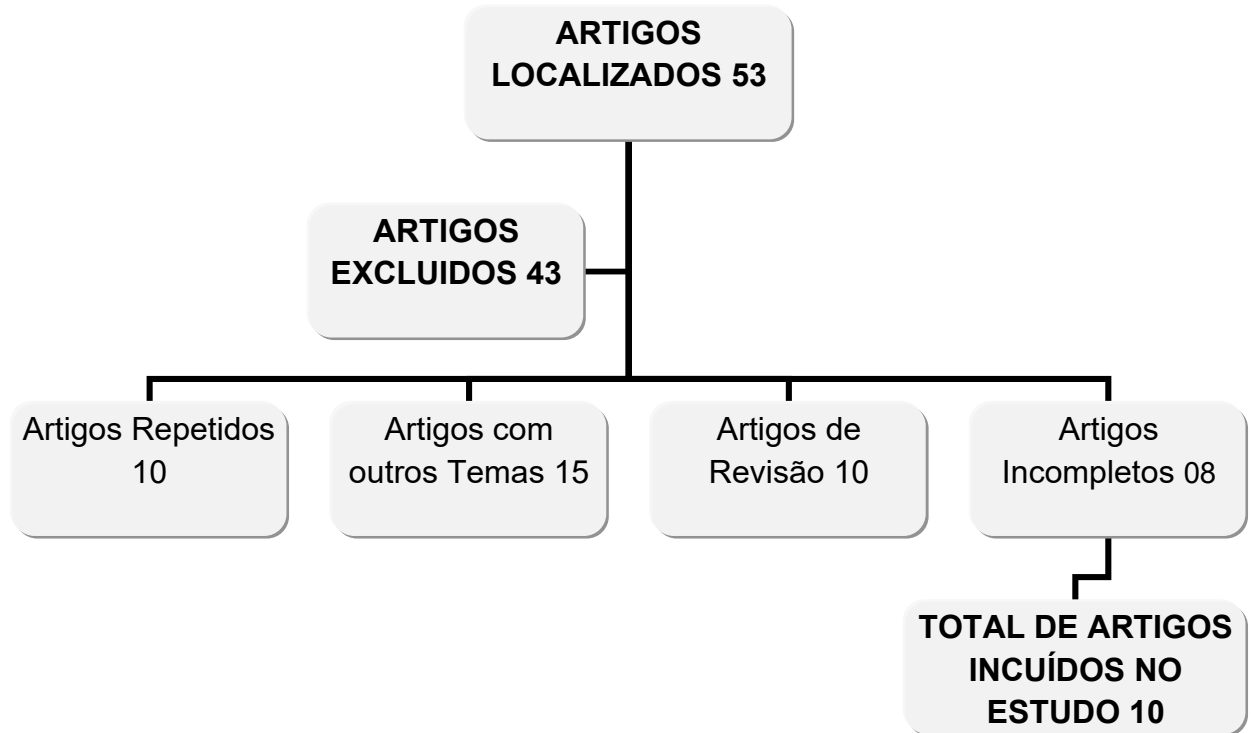 ARTIGOS
LOCALIZADOS 53
ARTIGOS
EXCLUIDOS 43
Artigos Repetidos
10
Artigos com
outros Temas 15
Artigos de
Revisão 10
Artigos
Incompletos 08
TOTAL DE ARTIGOS
INCUÍDOS NO
ESTUDO 10